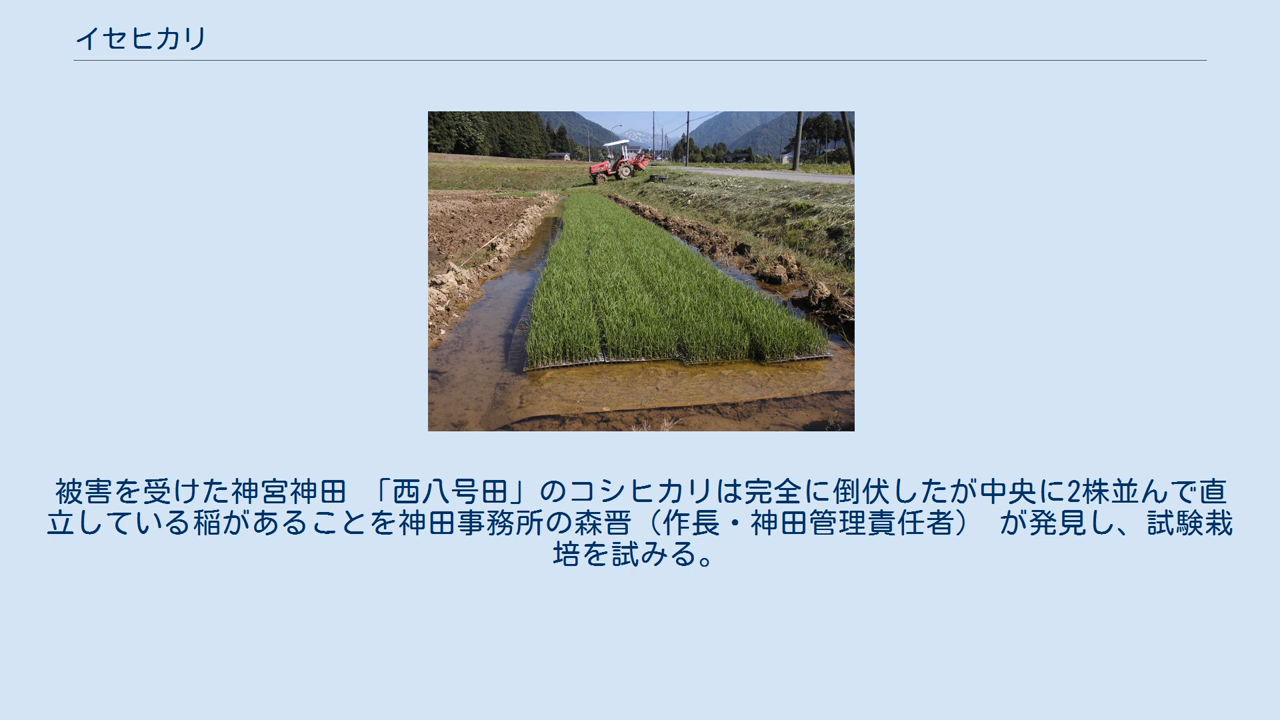 イセヒカリ
被害を受けた神宮神田 「西八号田」のコシヒカリは完全に倒伏したが中央に2株並んで直
立している稲があることを神田事務所の森晋（作長・神田管理責任者） が発見し、試験栽
培を試みる。